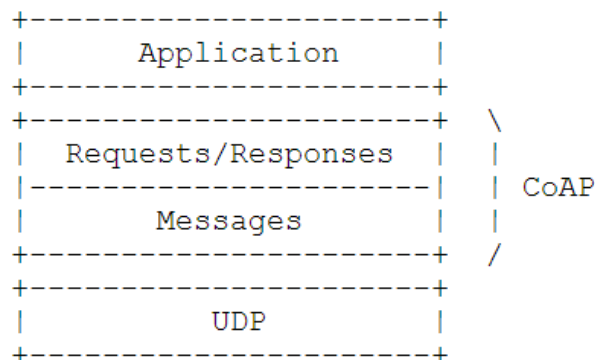 +----------------------+
|      Application     |
+----------------------+
+----------------------+  \
|  Requests/Responses  |  |
|----------------------|  | CoAP
|       Messages       |  |
+----------------------+  /
+----------------------+
|          UDP         |
+----------------------+